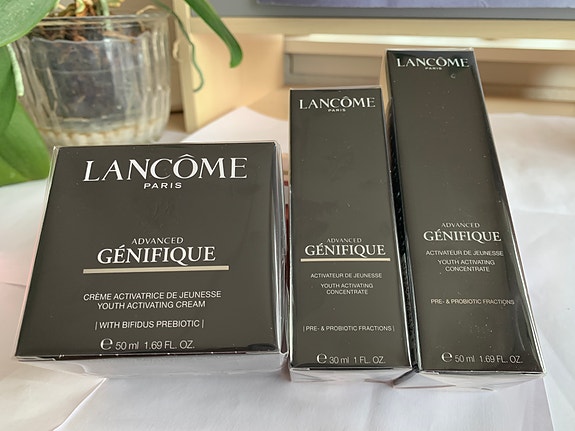 LANCÔME
PARIS
ADVANCED
GÉNIFIQUE
CRÈME ACTIVATRICE DE JEUNESSE
YOUTH ACTIVATING CREAM
| WITH BIFIDUS PREBIOTIC |
℮ 50 ml 1.69 FL. OZ.
LANCÔME
PARIS
ADVANCED
GÉNIFIQUE
ACTIVATEUR DE JEUNESSE
YOUTH ACTIVATING
CONCENTRATE
| PRE- & PROBIOTIC FRACTIONS |
℮ 30 ml 1 FL. OZ.
LANCÔME
PARIS
ADVANCED
GÉNIFIQUE
ACTIVATEUR DE JEUNESSE
YOUTH ACTIVATING
CONCENTRATE
PRE- & PROBIOTIC FRACTIONS
℮ 50 ml 1.69 FL. OZ.